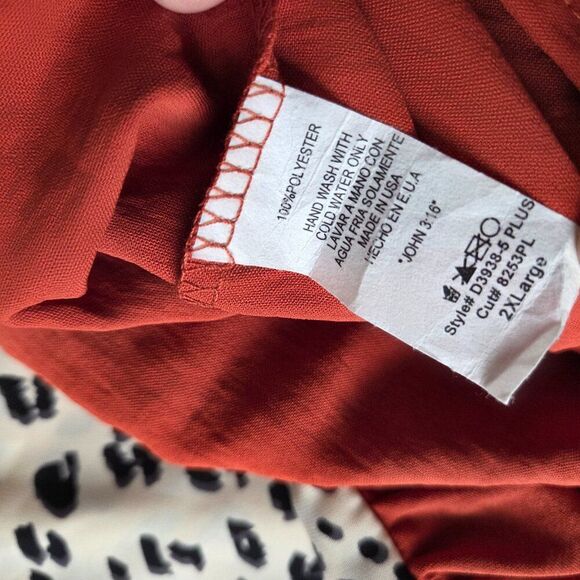 100%POLYESTER
HAND WASH WITH
COLD WATER ONLY
LAVAR A MANO CON
AGUA FRIA SOLAMENTE
MADE IN USA
HECHO EN E.U.A
"JOHN 3:16"
Style# D3938-5 PLUS
Cut# 8253PL
2XLarge